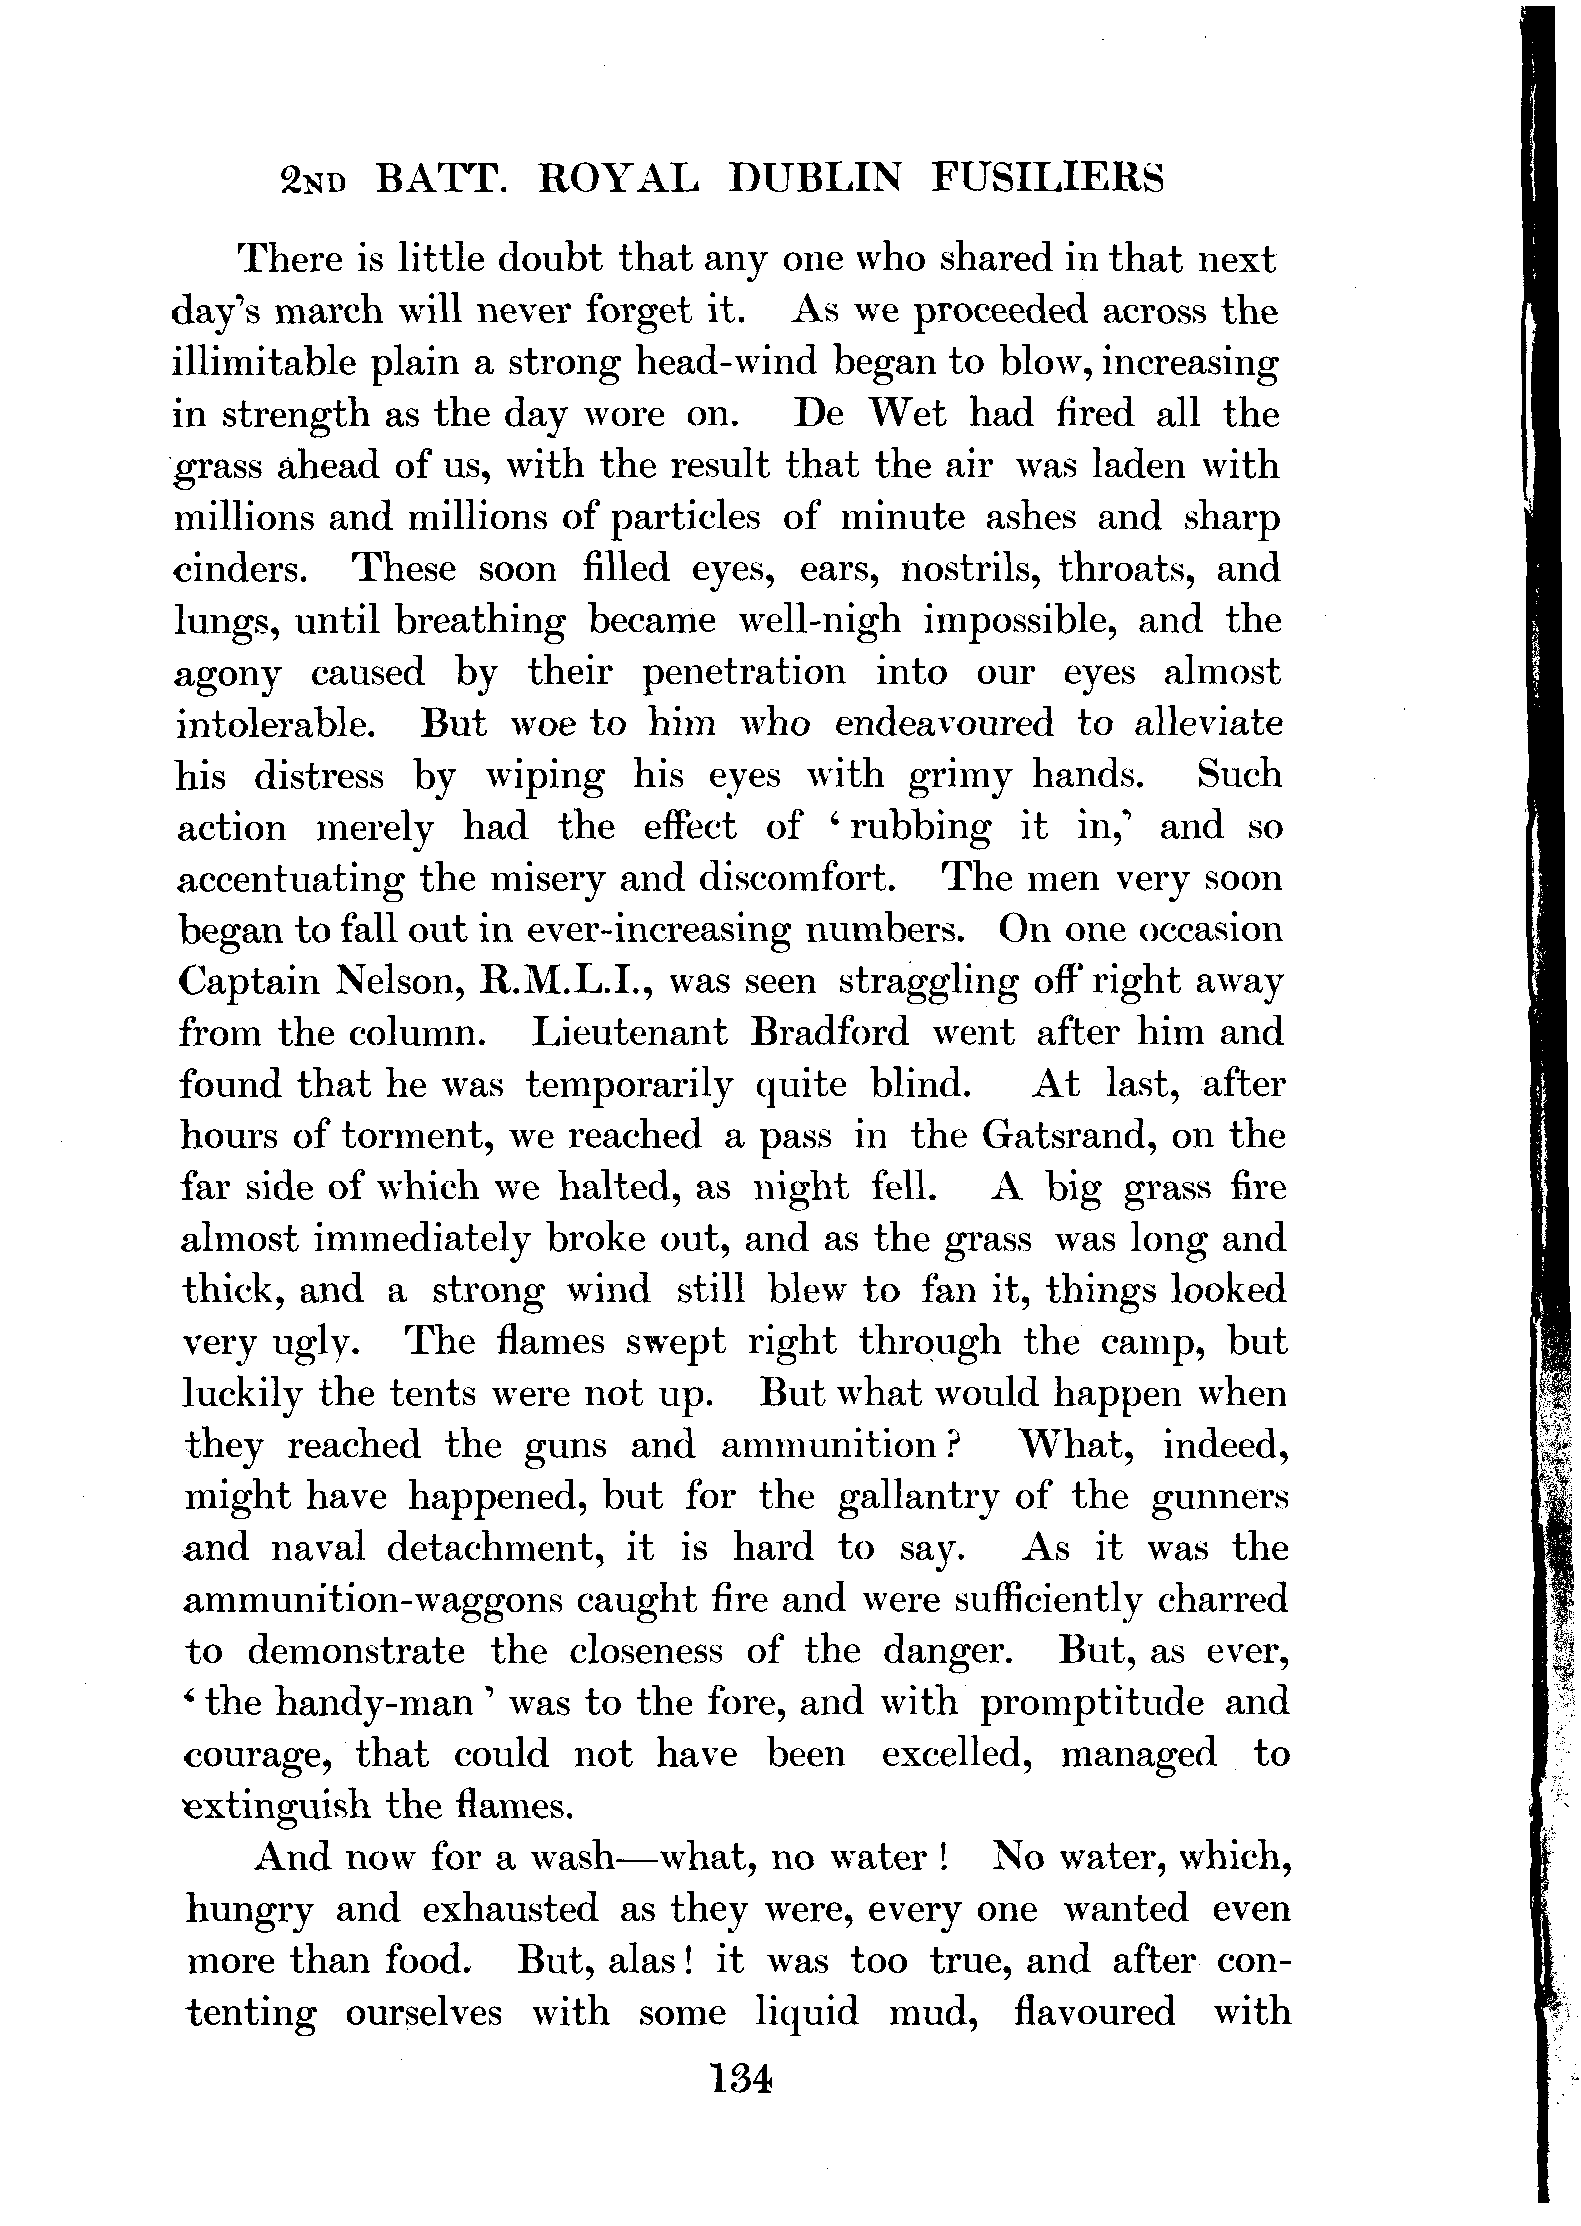 2ND BATT. ROYAL DUBLIN FUSILIERS
There is little doubt that any one who shared in that next
day's march will never forget it. As we proceeded across the
illimitable plain a strong head-wind began to blow, increasing
in strength as the day wore on. De Wet had fired all the
grass ahead of us, with the result that the air was laden with
millions and millions of particles of minute ashes and sharp
cinders. These soon filled eyes, ears, nostrils, throats, and
lungs, until breathing became well-nigh impossible, and the
agony caused by their penetration into our eyes almost
intolerable. But woe to him who endeavoured to alleviate
his distress by wiping his eyes with grimy hands. Such
action merely had the effect of ‘rubbing it in,’ and so
accentuating the misery and discomfort. The men very soon
began to fall out in ever-increasing numbers. On one occasion
Captain Nelson, R.M.L.I., was seen straggling off right away
from the column. Lieutenant Bradford went after him and
found that he was temporarily quite blind. At last, after
hours of torment, we reached a pass in the Gatsrand, on the
far side of which we halted, as night fell. A big grass fire
almost immediately broke out, and as the grass was long and
thick, and a strong wind still blew to fan it, things looked
very ugly. The flames swept right through the camp, but
luckily the tents were not up. But what would happen when
they reached the guns and ammunition? What, indeed,
might have happened, but for the gallantry of the gunners
and naval detachment, it is hard to say. As it was the
ammunition-waggons caught fire and were sufficiently charred
to demonstrate the closeness of the danger. But, as ever,
‘the handy-man’ was to the fore, and with promptitude and
courage, that could not have been excelled, managed to
extinguish the flames.
And now for a wash—what, no water! No water, which,
hungry and exhausted as they were, every one wanted even
more than food. But, alas! it was too true, and after con-
tenting ourselves with some liquid mud, flavoured with
134